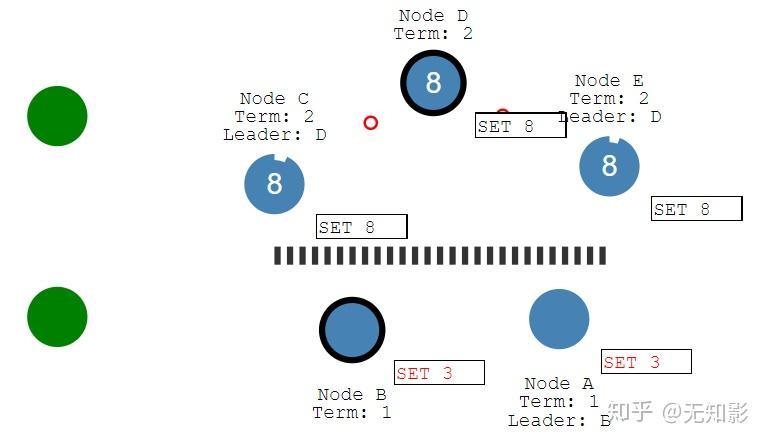 Node D
Term: 2
8
Node E
Term: 2
Leader: D
Node C
Term: 2
Leader: D
SET 8
8
8
SET 8
SET 8
SET 3
SET 3
Node B
Term: 1
Node A
Term: 1
Leader: B
知乎 @无知影